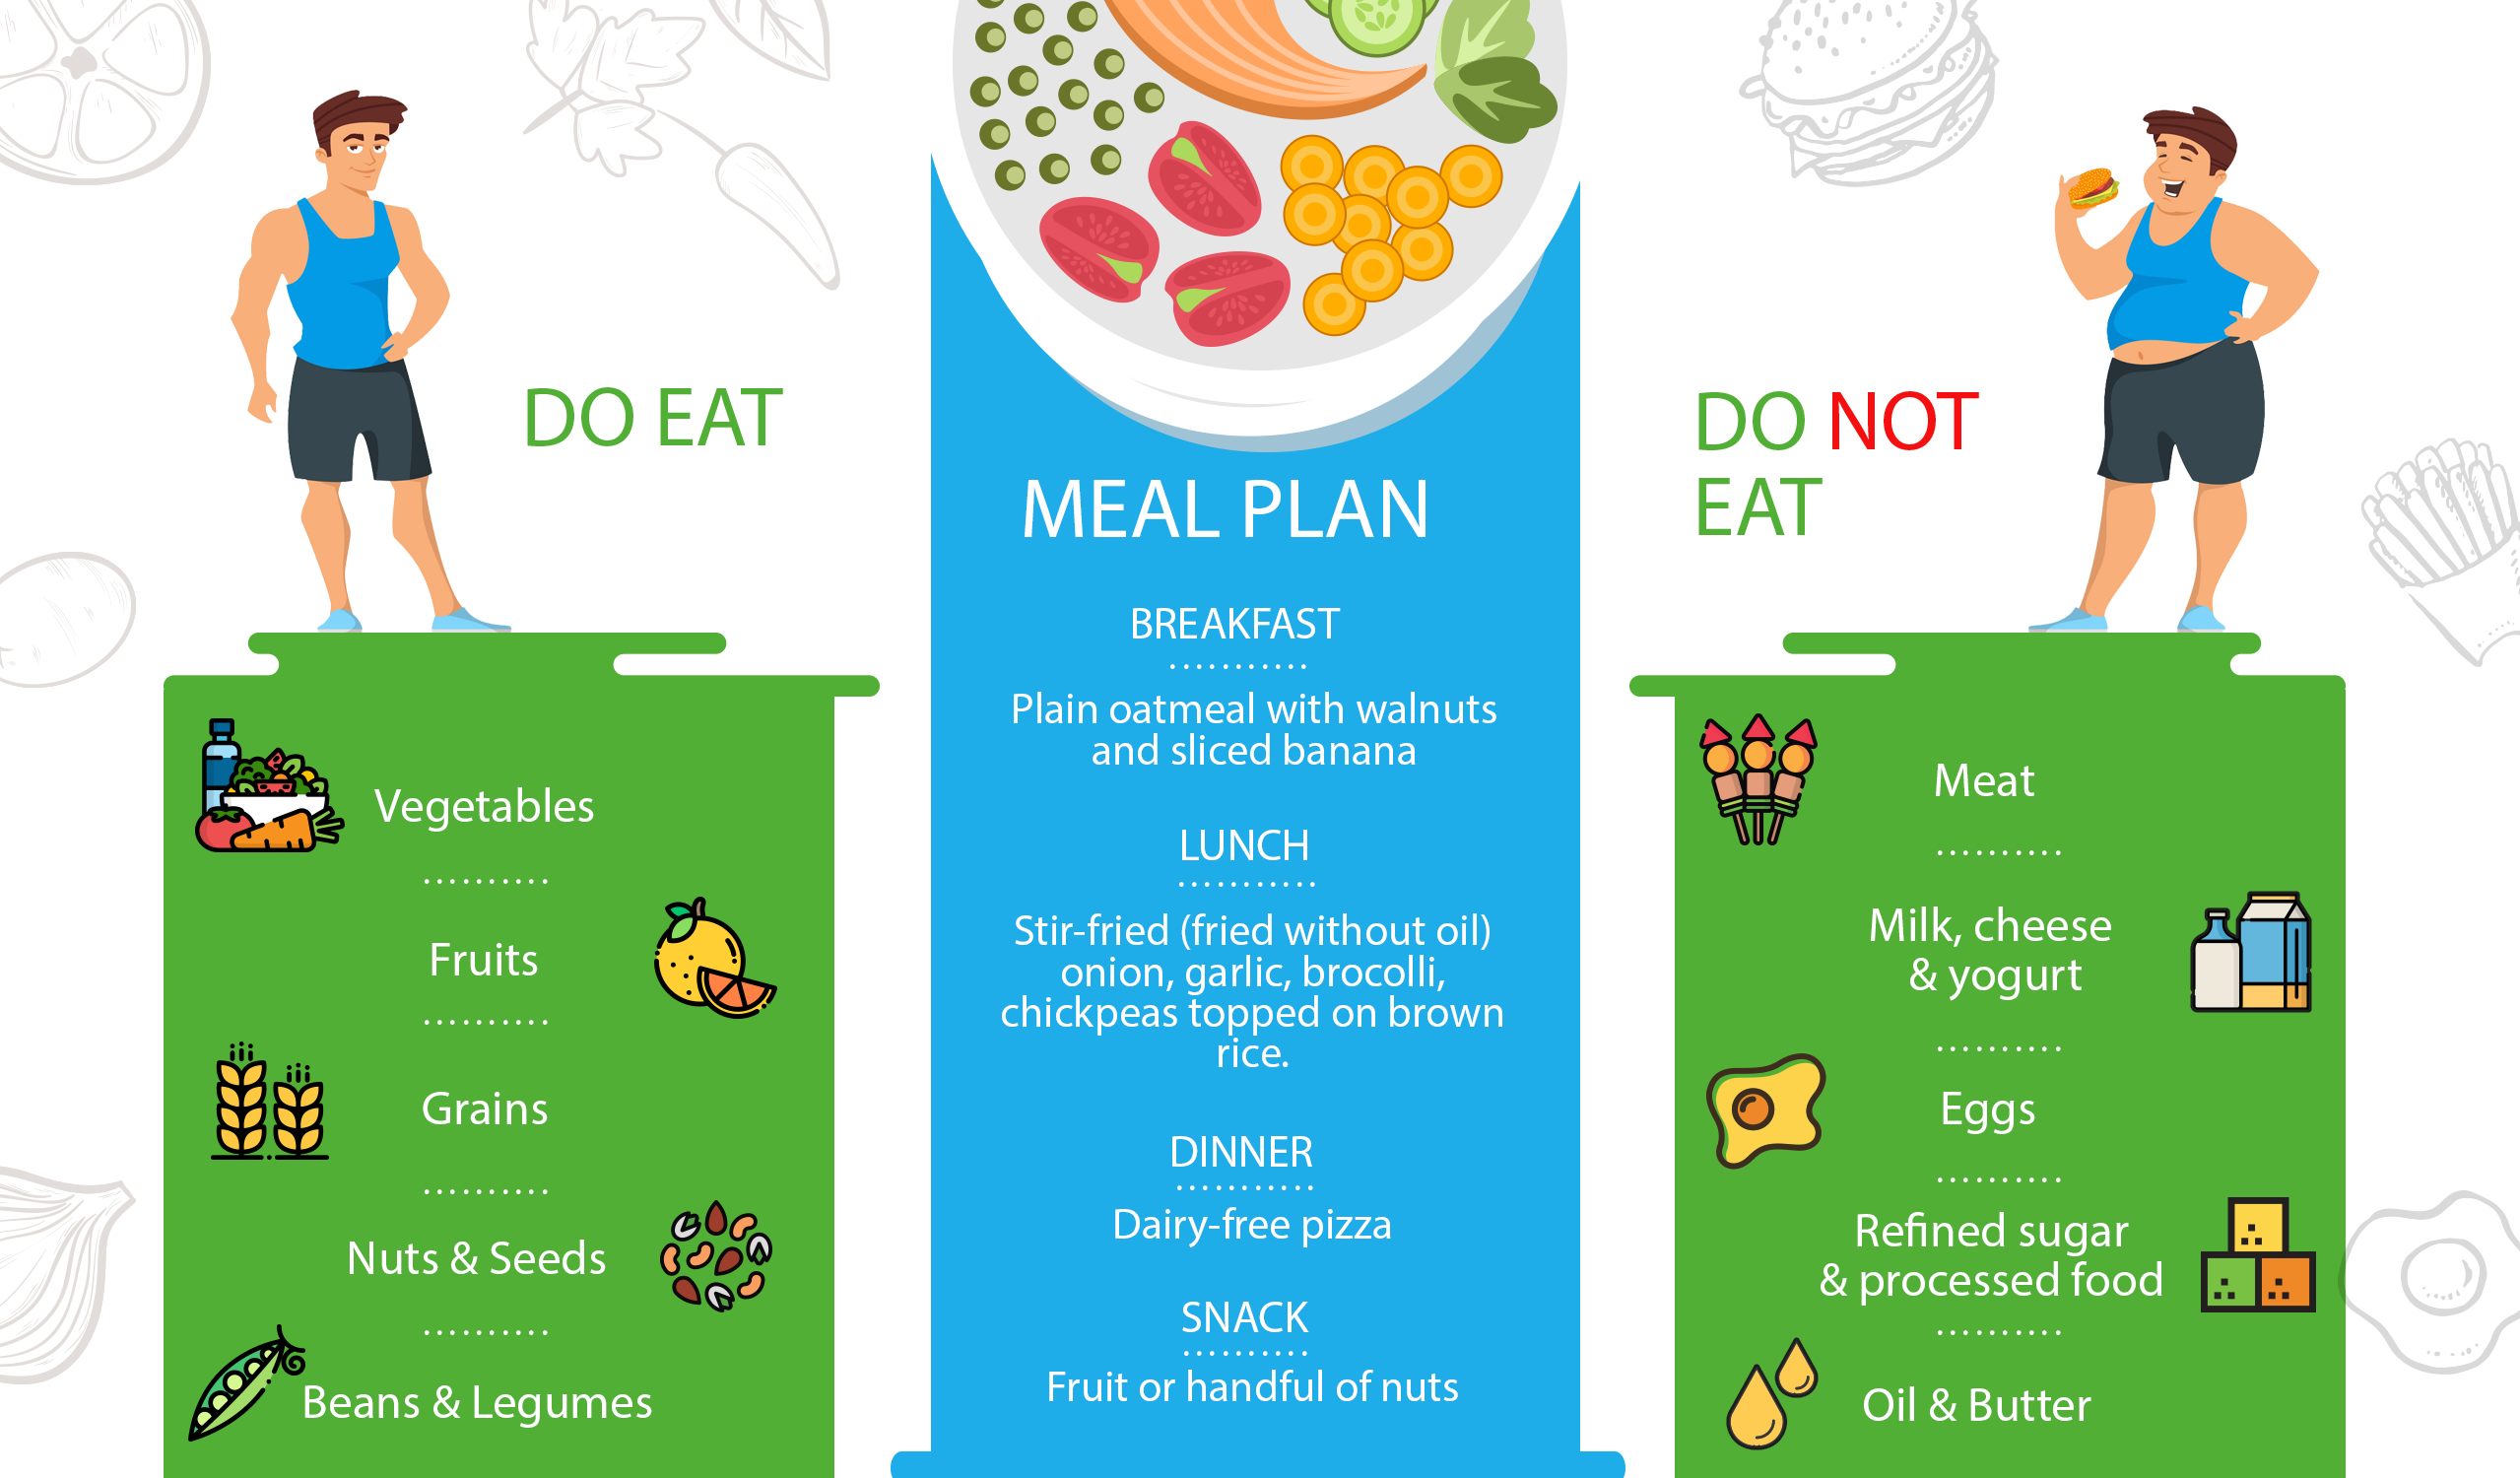 DO EAT
Vegetables
Fruits
Grains
Nuts & Seeds
Beans & Legumes
MEAL PLAN
BREAKFAST
Plain oatmeal with walnuts
and sliced banana
LUNCH
Stir-fried (fried without oil)
onion, garlic, brocolli,
chickpeas topped on brown
rice.
DINNER
Dairy-free pizza
SNACK
Fruit or handful of nuts
DO NOT
EAT
Meat
Milk, cheese
& yogurt
Eggs
Refined sugar
& processed food
Oil & Butter